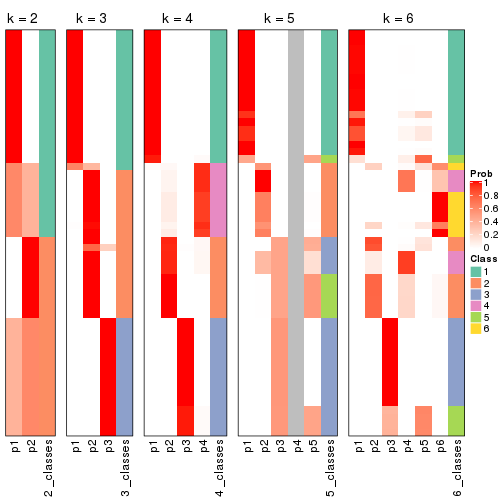 k = 2
k = 3
k = 4
k = 5
k = 6
Prob
1
0.8
0.6
0.4
0.2
0
Class
1
2
3
4
5
6
p1
p2
2_classes
p1
p2
p3
3_classes
p1
p2
p3
p4
4_classes
p1
p2
p3
p4
p5
5_classes
p1
p2
p3
p4
p5
p6
6_classes